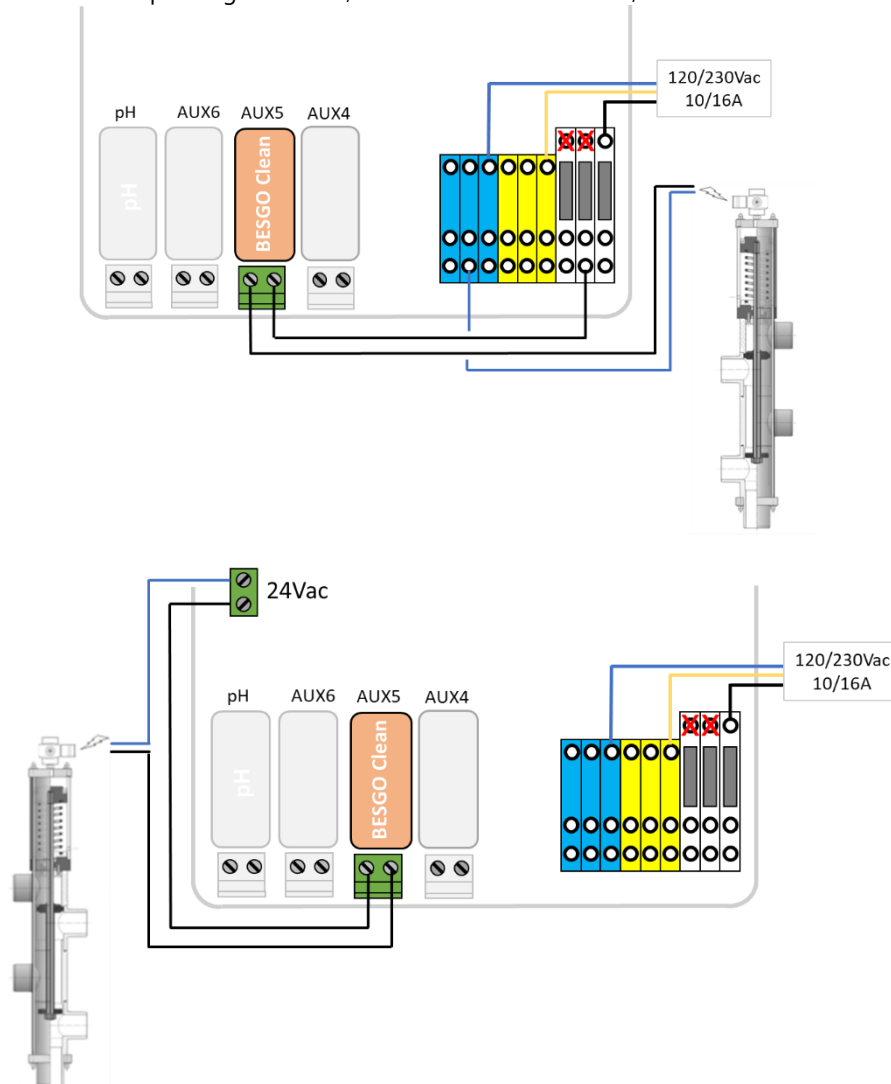 pH
AUX6
AUX5
AUX4
120/230Vac
10/16A
pH
BESGO Clean
24Vac
pH
AUX6
AUX5
AUX4
120/230Vac
10/16A
pH
BESGO Clean